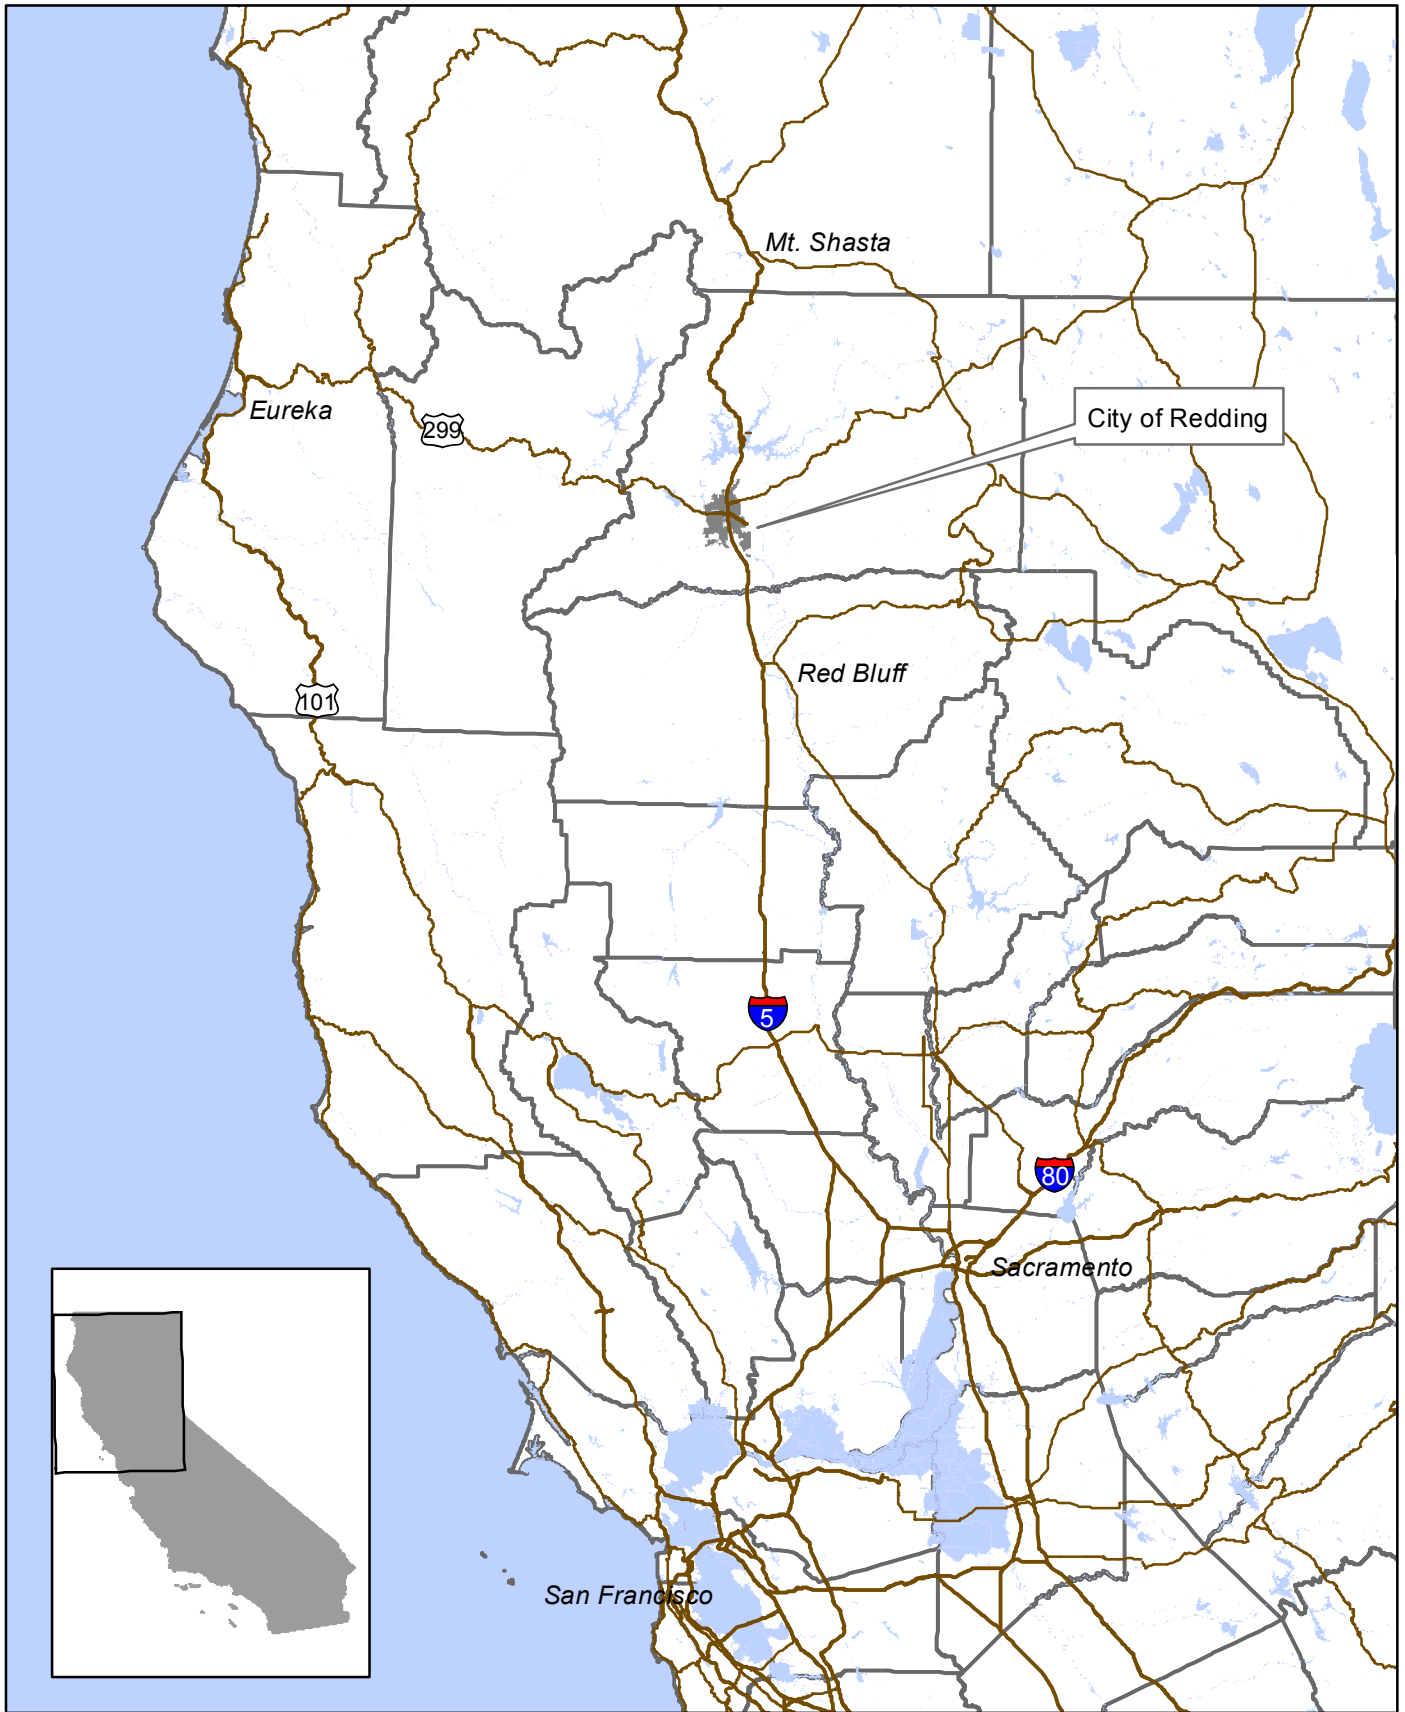 Mt. Shasta
City of Redding
Eureka
299
Red Bluff
101
5
80
Sacramento
San Francisco